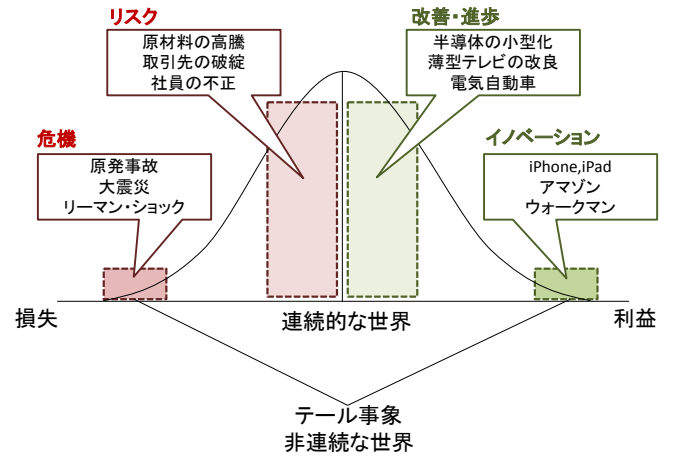 リスク
原材料の高騰
取引先の破綻
社員の不正
改善・進歩
半導体の小型化
薄型テレビの改良
電気自動車
危機
原発事故
大震災
リーマン・ショック
イノベーション
iPhone,iPad
アマゾン
ウォークマン
損失
連続的な世界
利益
テール事象
非連続な世界